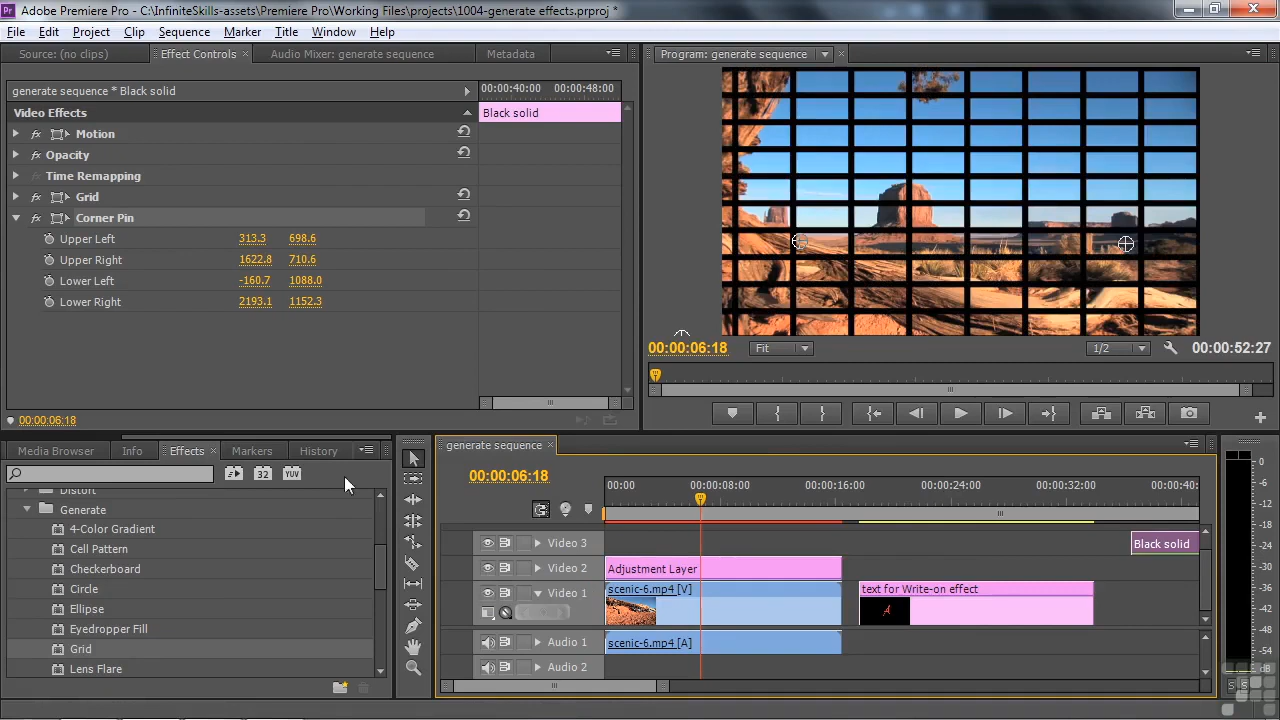 Adobe Premiere Pro - C:\InfiniteSkills-assets\Premiere Pro\Working Files\projects\1004-generate effects.prproj *
File Edit Project Clip Sequence Marker Title Window Help
Source: (no clips) Effect Controls Audio Mixer: generate sequence Metadata
Program: generate sequence
generate sequence * Black solid
00:00:40:00 00:00:48:00
Video Effects
Black solid
fx Motion
fx Opacity
fx Time Remapping
fx Grid
fx Corner Pin
Upper Left 313.3 698.6
Upper Right 1622.8 710.6
Lower Left -160.7 1088.0
Lower Right 2193.1 1152.3
00:00:06:18
00:00:06:18 Fit 1/2 00:00:52:27
Media Browser Info Effects Markers History
32 YUV
Distort
Generate
4-Color Gradient
Cell Pattern
Checkerboard
Circle
Ellipse
Eyedropper Fill
Grid
Lens Flare
generate sequence
00:00:06:18
00:00 00:00:08:00 00:00:16:00 00:00:24:00 00:00:32:00 00:00:40:
Video 3 Black solid
Video 2 Adjustment Layer
Video 1 scenic-6.mp4 [V] text for Write-on effect
A
Audio 1 scenic-6.mp4 [A]
Audio 2
0
-6
-12
-18
-24
-30
-36
-42
-48
-54
dB
S S